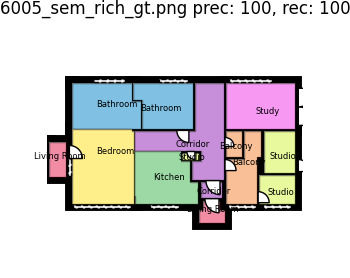 6005_sem_rich_gt.png prec: 100, rec: 100
Bathroom
Bathroom
Study
Corridor
Balcony
Living Room
Bedroom
Studio
Studio
Balcony
Kitchen
Corridor
Studio
Living Room